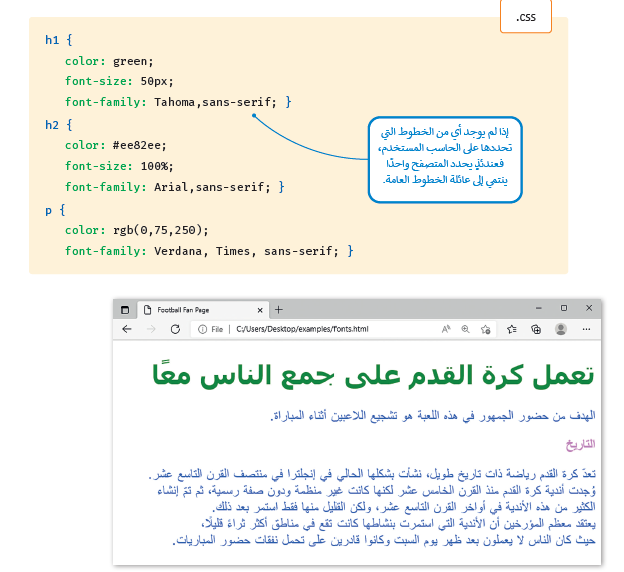 .css
h1 {
color: green;
font-size: 50px;
font-family: Tahoma,sans-serif; }
h2 {
color: #ee82ee;
font-size: 100%;
font-family: Arial,sans-serif; }
p {
color: rgb(0,75,250);
font-family: Verdana, Times, sans-serif; }
إذا لم يوجد أي من الخطوط التي
تحددها على الحاسب المستخدم،
فعندئذٍ يحدد المتصفح واحدًا
ينتمي إلى عائلة الخطوط العامة.
Football Fan Page
File | C:/Users/Desktop/examples/fonts.html
تعمل كرة القدم على جمع الناس معًا
الهدف من حضور الجمهور في هذه اللعبة هو تشجيع اللاعبين أثناء المباراة.
التاريخ
تعدّ كرة القدم رياضة ذات تاريخ طويل، نشأت بشكلها الحالي في إنجلترا في منتصف القرن التاسع عشر.
وُجدت أندية كرة القدم منذ القرن الخامس عشر لكنها كانت غير منظمة ودون صفة رسمية، ثم تمّ إنشاء
الكثير من هذه الأندية في أواخر القرن التاسع عشر، ولكن القليل منها فقط استمر بعد ذلك.
يعتقد معظم المؤرخين أن الأندية التي استمرت بنشاطها كانت تقع في مناطق أكثر ثراءً قليلًا،
حيث كان الناس لا يعملون بعد ظهر يوم السبت وكانوا قادرين على تحمل نفقات حضور المباريات.